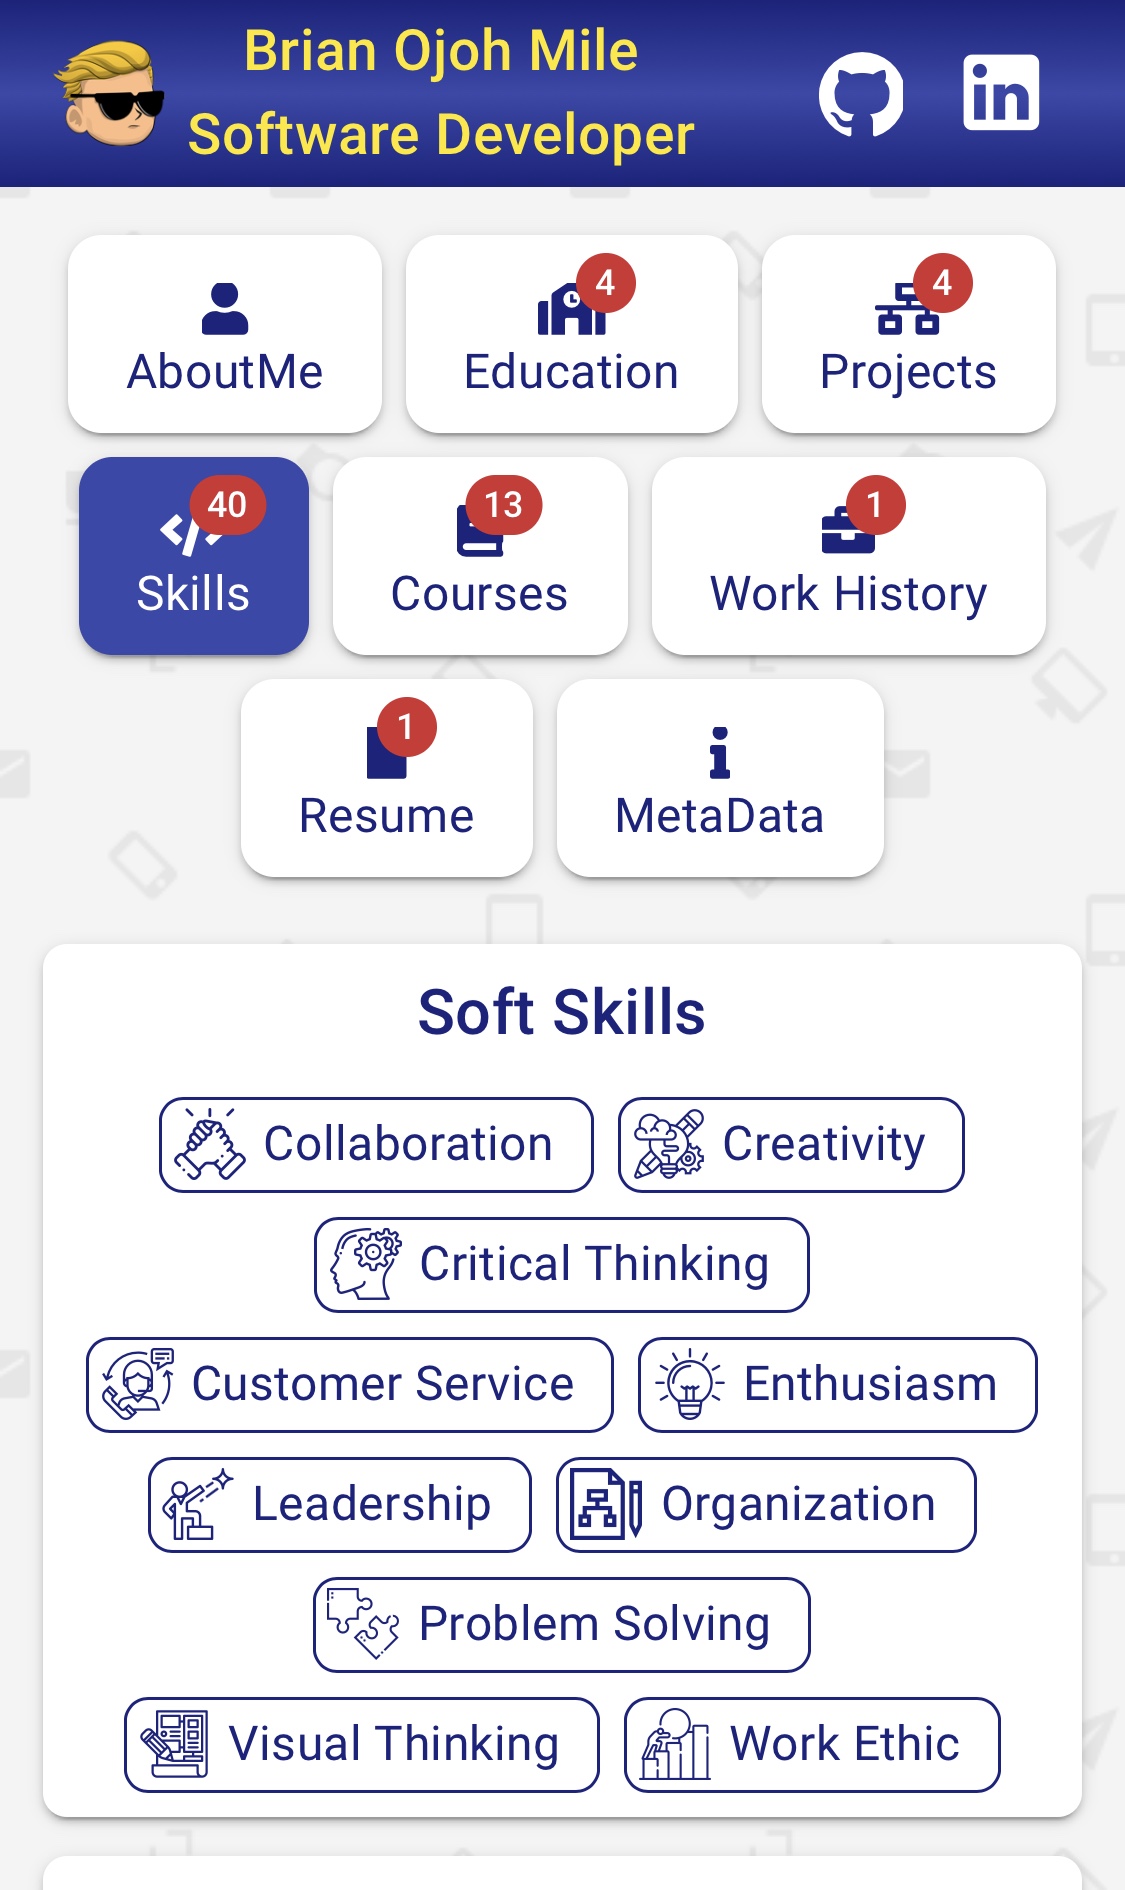 Brian Ojoh Mile
Software Developer
in
4
4
AboutMe
Education
Projects
40
13
1
Skills
Courses
Work History
1
Resume
MetaData
Soft Skills
Collaboration
Creativity
Critical Thinking
Customer Service
Enthusiasm
Leadership
Organization
Problem Solving
Visual Thinking
Work Ethic